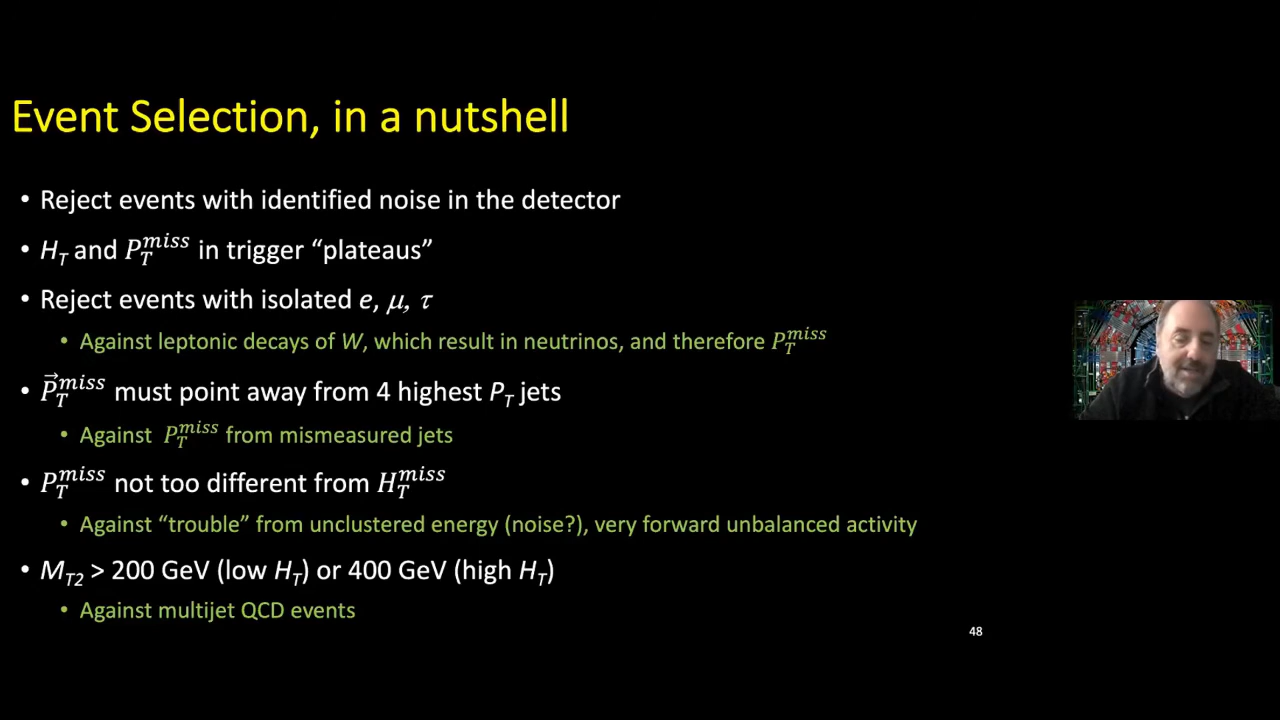 Event Selection, in a nutshell
• Reject events with identified noise in the detector
• H_T and P_T^miss in trigger “plateaus”
• Reject events with isolated e, μ, τ
• Against leptonic decays of W, which result in neutrinos, and therefore P_T^miss
• P⃗_T^miss must point away from 4 highest P_T jets
• Against P_T^miss from mismeasured jets
• P_T^miss not too different from H_T^miss
• Against “trouble” from unclustered energy (noise?), very forward unbalanced activity
• M_T2 > 200 GeV (low H_T) or 400 GeV (high H_T)
• Against multijet QCD events
48